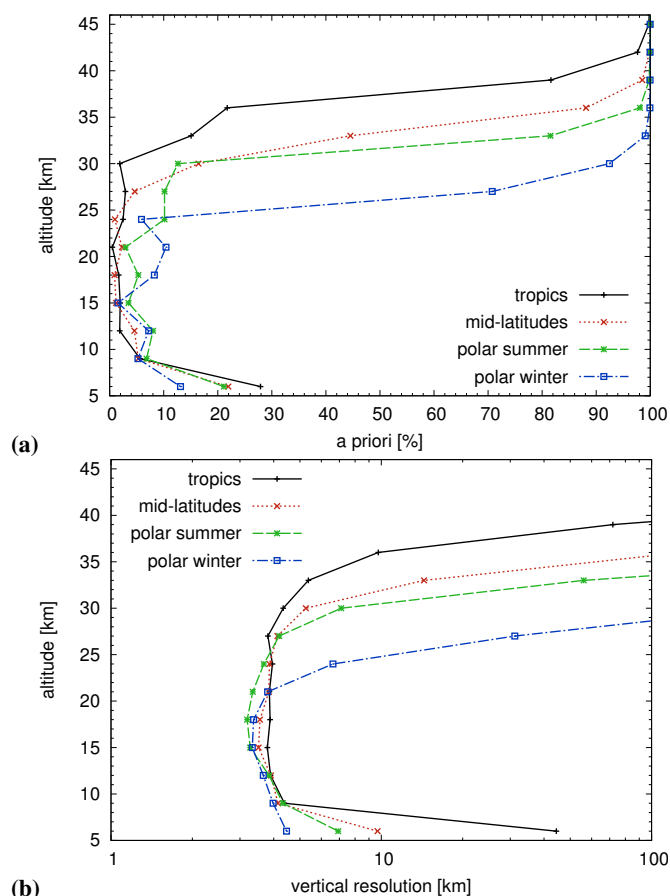 45
40
35
30
25
20
15
10
5
altitude [km]
tropics
mid-latitudes
polar summer
polar winter
0 10 20 30 40 50 60 70 80 90 100
a priori [%]
(a)
45
40
35
30
25
20
15
10
5
altitude [km]
tropics
mid-latitudes
polar summer
polar winter
1 10 100
vertical resolution [km]
(b)